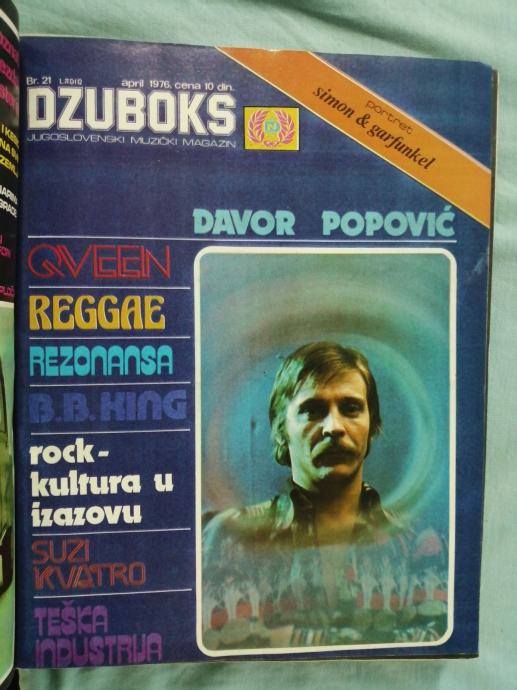 Br. 21
april 1976. cena 10 din.
DZUBOKS
JUGOSLOVENSKI MUZIČKI MAGAZIN
portret
simon & garfunkel
DAVOR POPOVIĆ
QVEEN
REGGAE
REZONANSA
B.B. KING
rock-
kultura u
izazovu
SUZI
KVATRO
TEŠKA
INDUSTRIJA